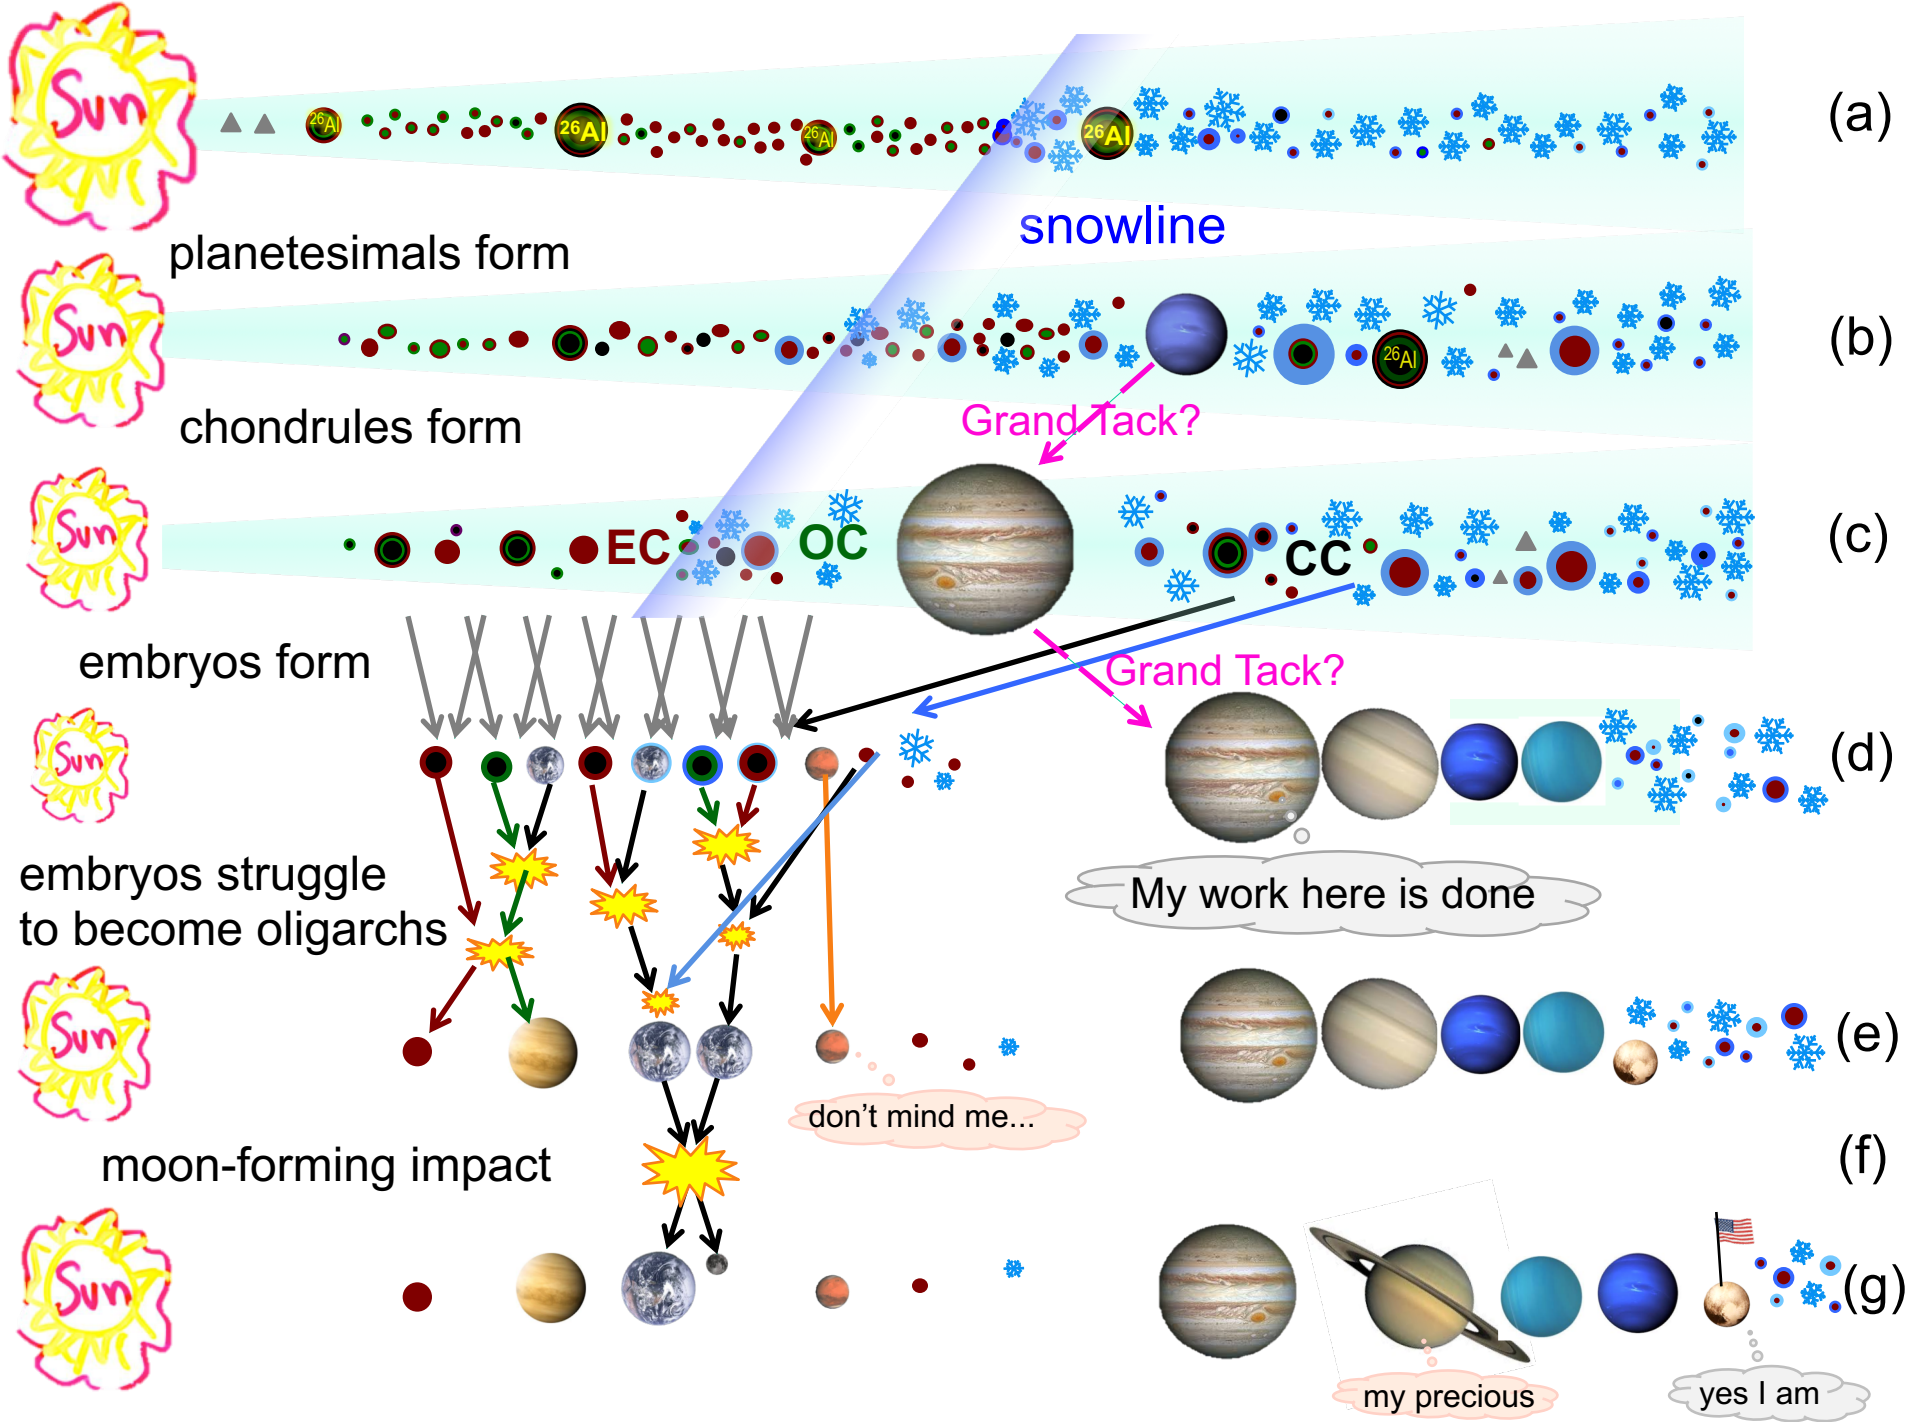 Sun
26Al
26Al
26Al
26Al
(a)
snowline
planetesimals form
Sun
26Al
(b)
Grand Tack?
chondrules form
Sun
EC
OC
CC
(c)
embryos form
Grand Tack?
Sun
(d)
My work here is done
embryos struggle
to become oligarchs
Sun
(e)
don't mind me...
moon-forming impact
(f)
Sun
(g)
my precious
yes I am